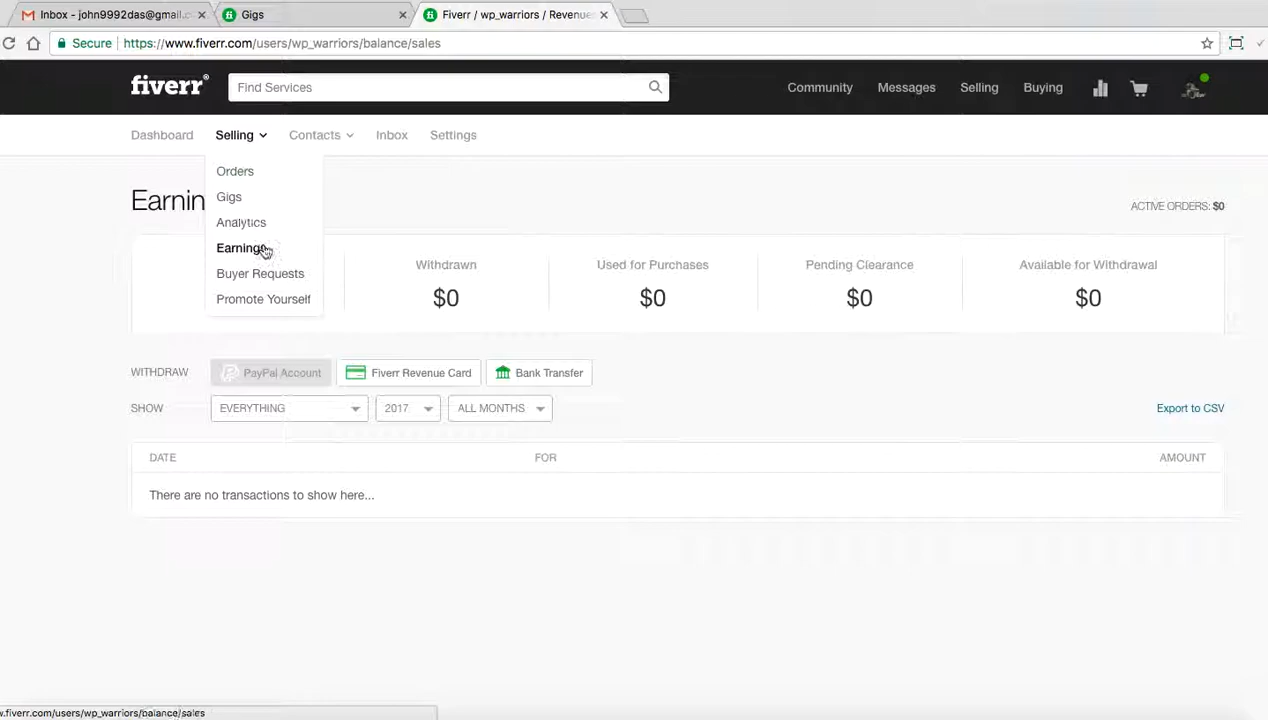 Inbox - john9992das@gmail.c
Gigs
Fiverr / wp_warriors / Revenue
Secure https://www.fiverr.com/users/wp_warriors/balance/sales
fiverr®
Find Services
Community Messages Selling Buying
Dashboard Selling Contacts Inbox Settings
Orders
Gigs
Analytics
Earnings
Buyer Requests
Promote Yourself
Earnin
ACTIVE ORDERS: $0
Withdrawn Used for Purchases Pending Clearance Available for Withdrawal
$0 $0 $0 $0
WITHDRAW PayPal Account Fiverr Revenue Card Bank Transfer
SHOW EVERYTHING 2017 ALL MONTHS Export to CSV
DATE FOR AMOUNT
There are no transactions to show here...
w.fiverr.com/users/wp_warriors/balance/sales